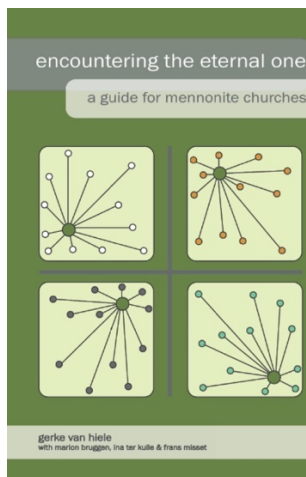 encountering the eternal one
a guide for mennonite churches
gerke van hiele
with marion bruggen, ina ter kuile & frans misset